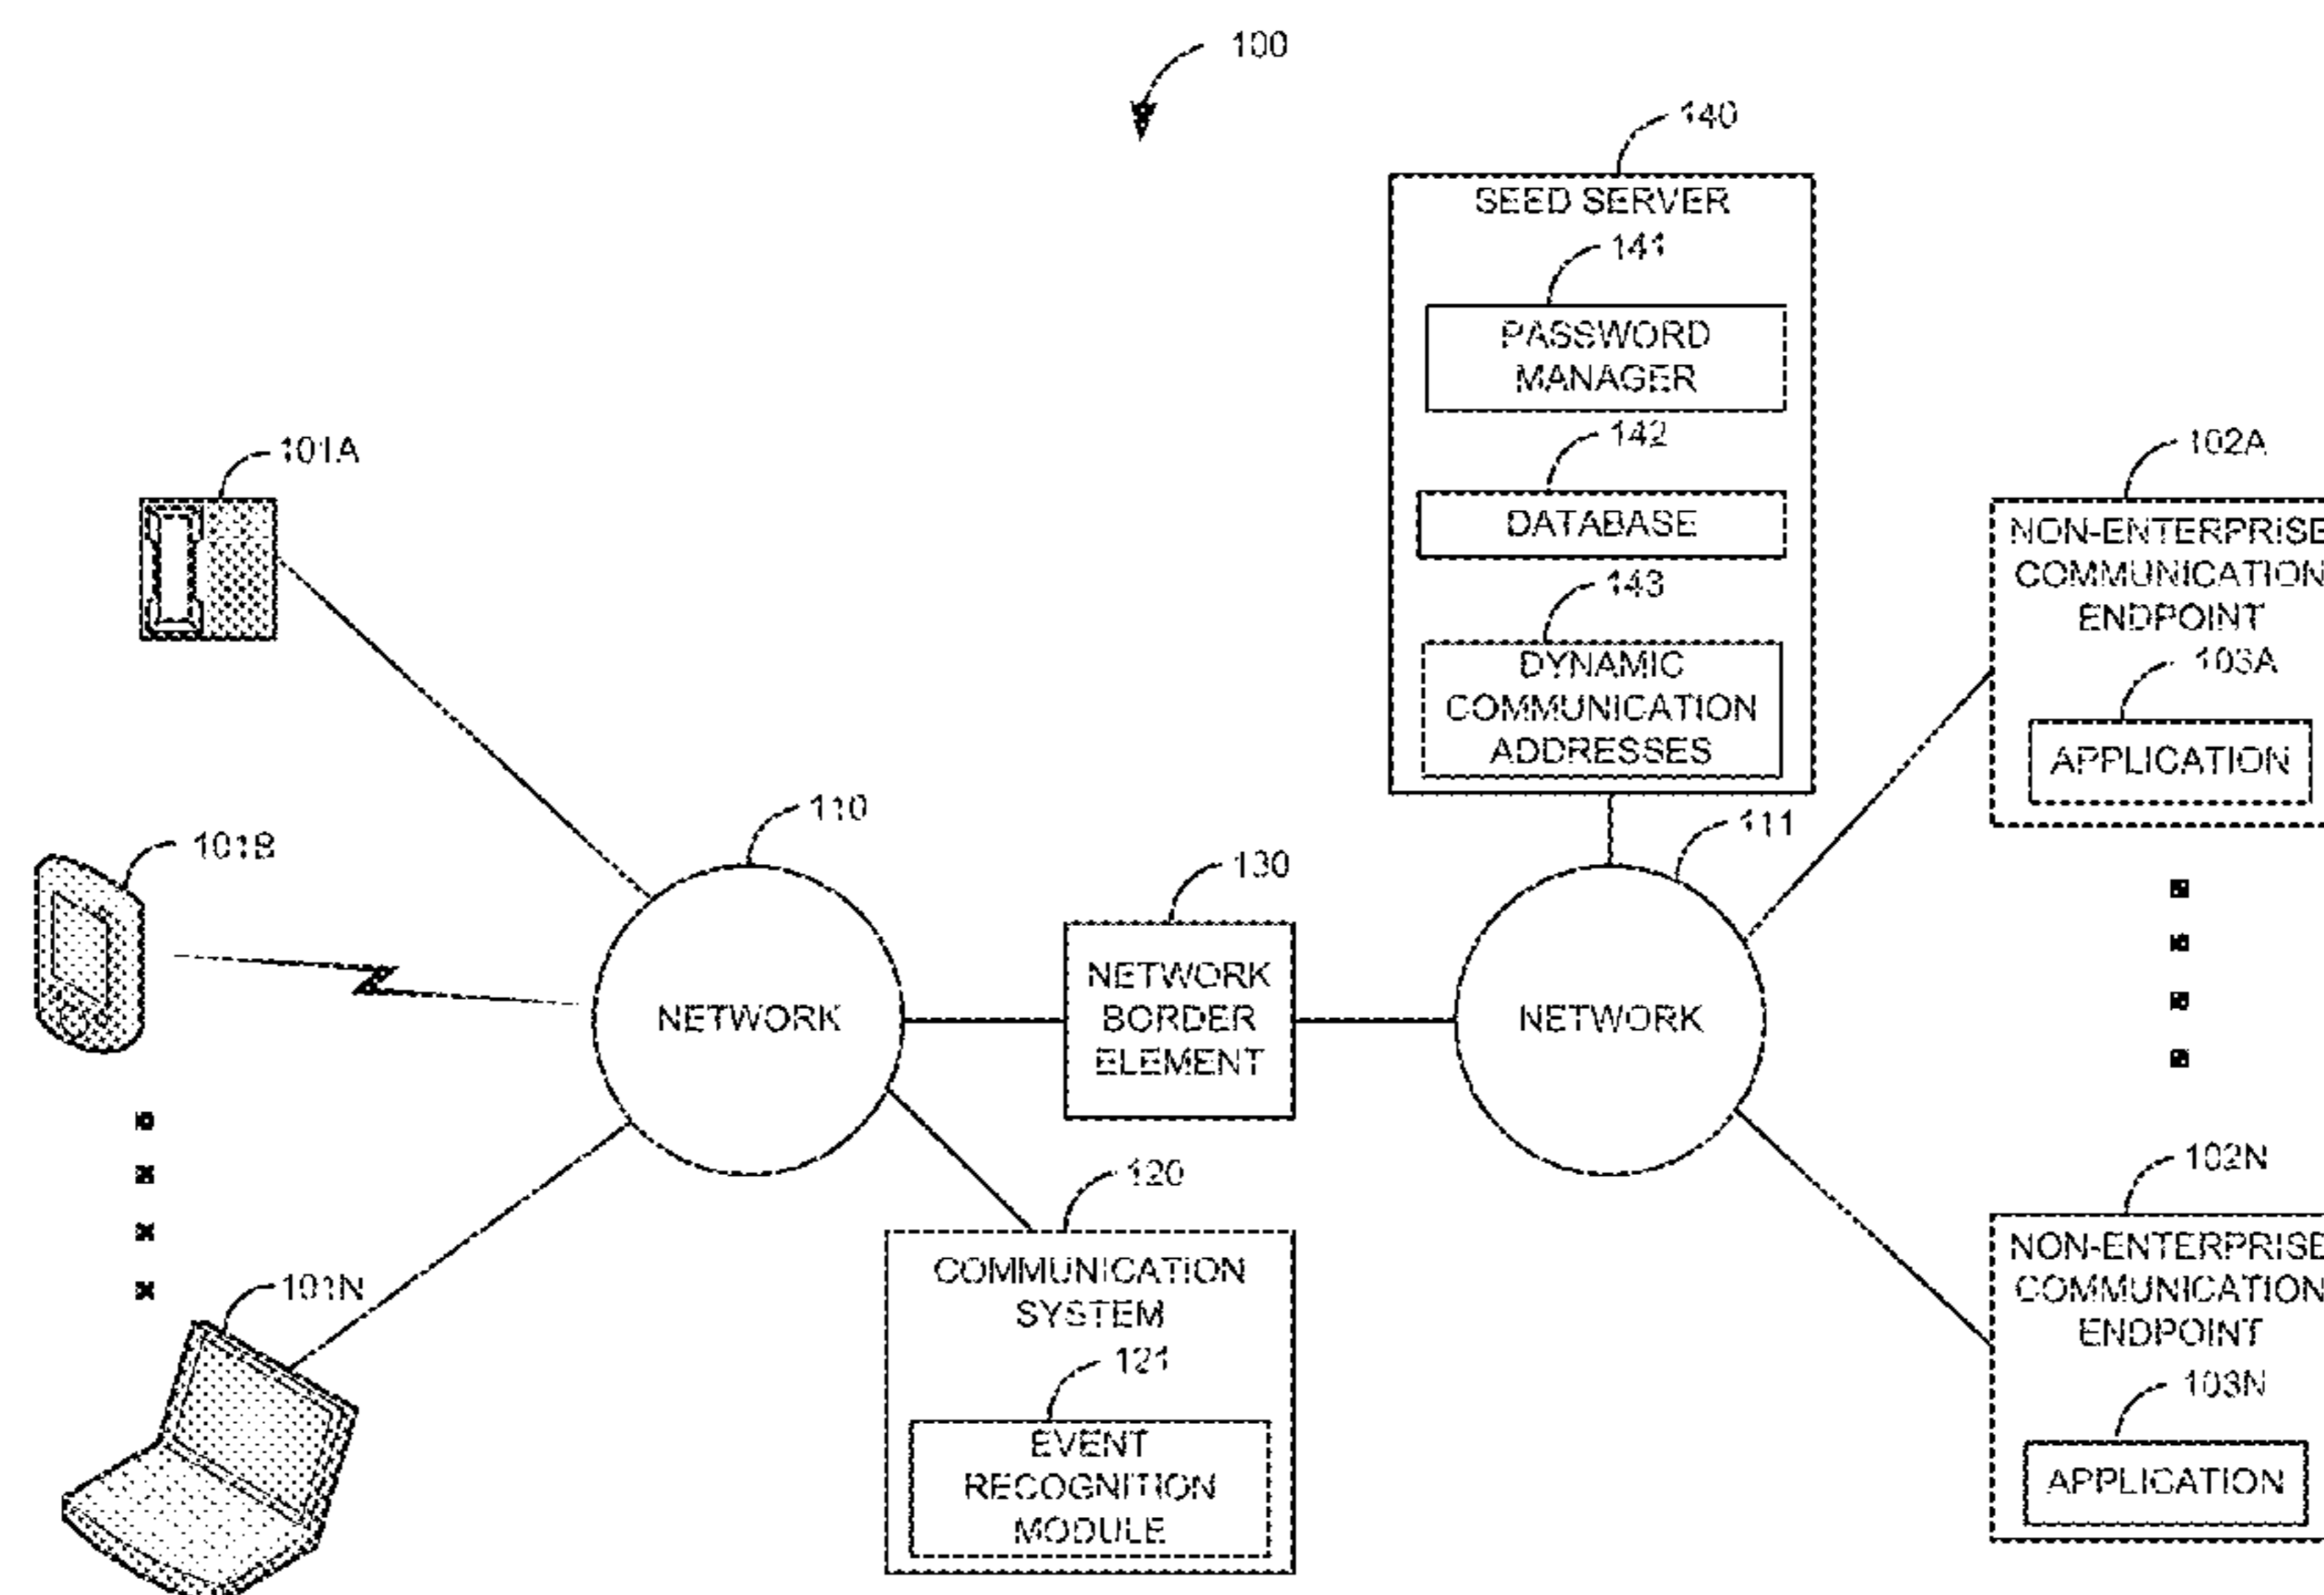 100
140
SEED SERVER
141
PASSWORD
MANAGER
142
DATABASE
143
DYNAMIC
COMMUNICATION
ADDRESSES
101A
101B
101N
110
NETWORK
130
NETWORK
BORDER
ELEMENT
111
NETWORK
120
COMMUNICATION
SYSTEM
121
EVENT
RECOGNITION
MODULE
102A
NON-ENTERPRISE
COMMUNICATION
ENDPOINT
103A
APPLICATION
102N
NON-ENTERPRISE
COMMUNICATION
ENDPOINT
103N
APPLICATION